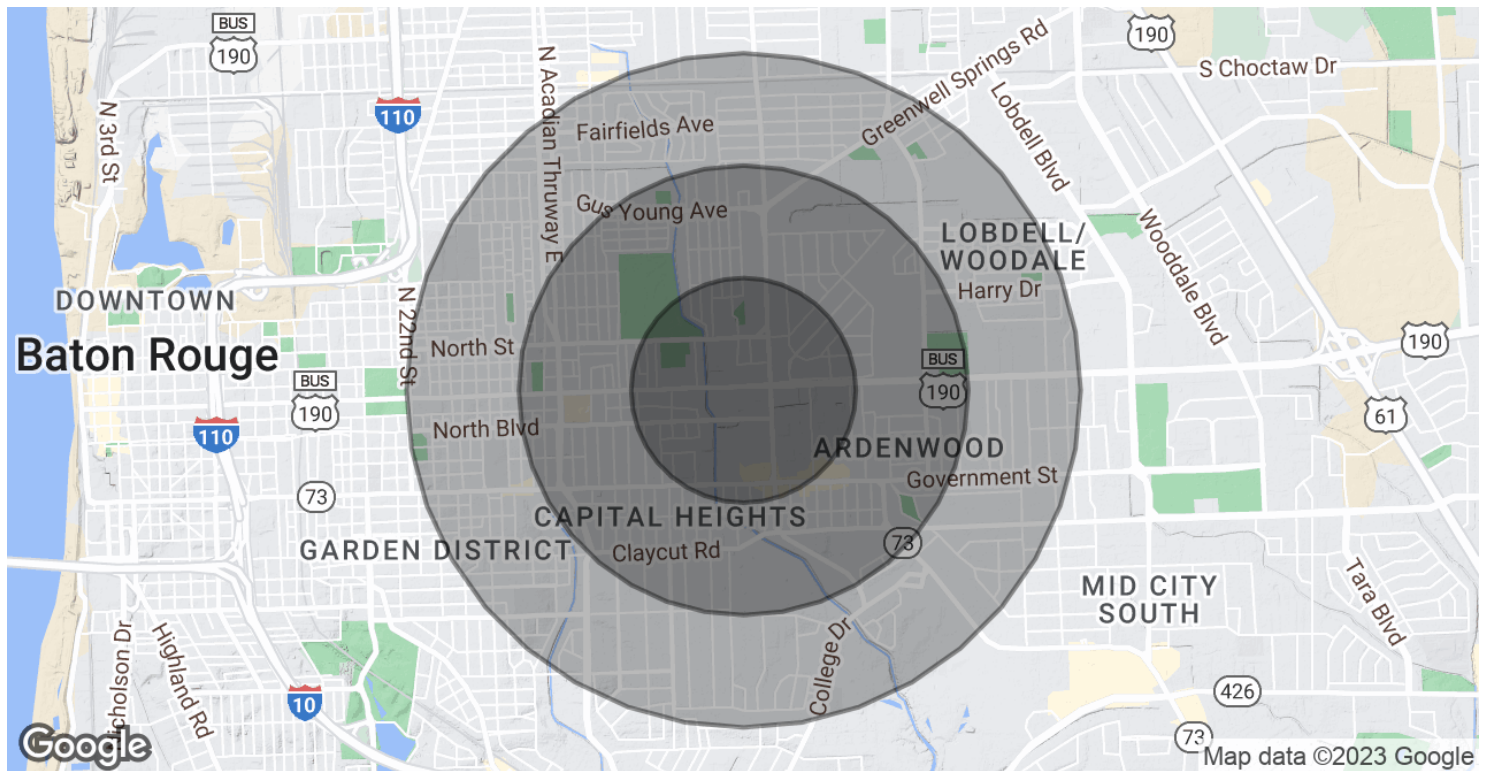 BUS
190
190
N Acadian Thruway E
Greenwell Springs Rd
S Choctaw Dr
N 3rd St
110
Lobdell Blvd
Fairfields Ave
Gus Young Ave
Wooddale Blvd
LOBDELL/
WOODALE
Harry Dr
DOWNTOWN
N 22nd St
Baton Rouge
North St
190
BUS
190
BUS
190
61
110
North Blvd
ARDENWOOD
Government St
73
CAPITAL HEIGHTS
GARDEN DISTRICT
Claycut Rd
73
MID CITY
SOUTH
Tara Blvd
Nicholson Dr
Highland Rd
College Dr
10
426
73
Google
Map data ©2023 Google